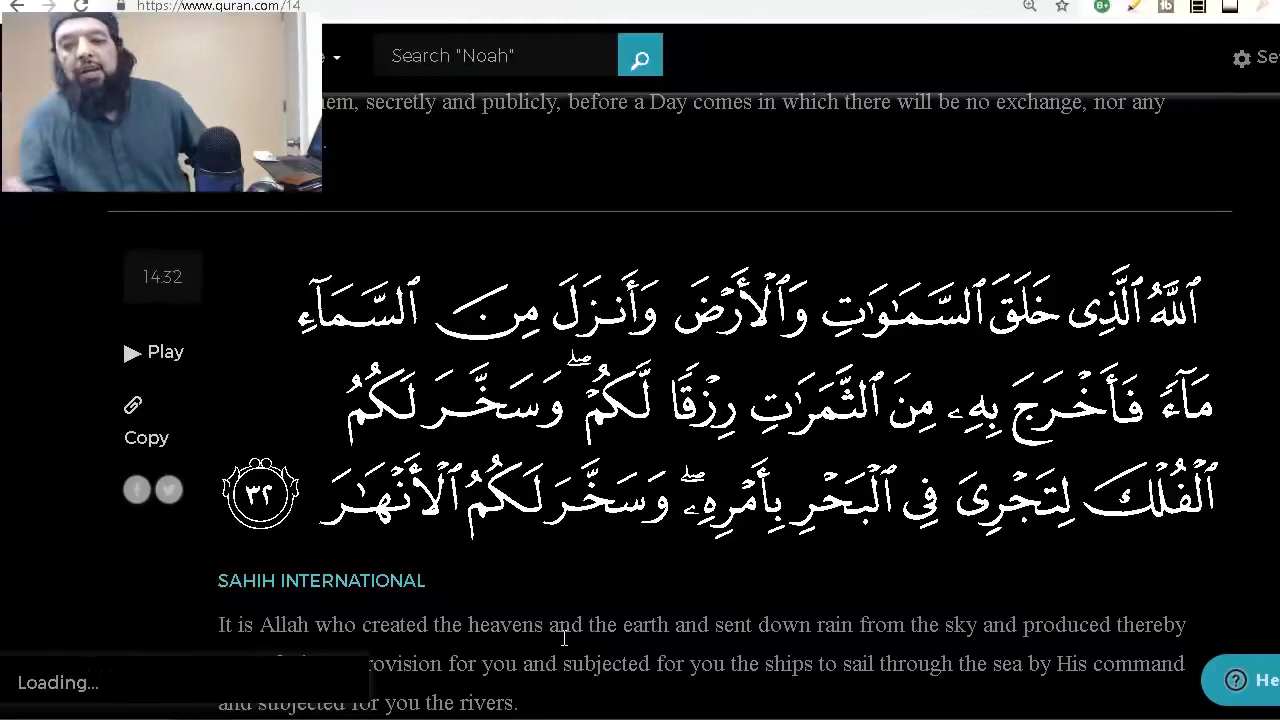 https://www.quran.com/14
Search "Noah"
hem, secretly and publicly, before a Day comes in which there will be no exchange, nor any
14:32
ٱللَّهُ ٱلَّذِى خَلَقَ ٱلسَّمَـٰوَٰتِ وَٱلْأَرْضَ وَأَنزَلَ مِنَ ٱلسَّمَآءِ
مَآءً فَأَخْرَجَ بِهِۦ مِنَ ٱلثَّمَرَٰتِ رِزْقًا لَّكُمْ ۖ وَسَخَّرَ لَكُمُ
ٱلْفُلْكَ لِتَجْرِىَ فِى ٱلْبَحْرِ بِأَمْرِهِۦ ۖ وَسَخَّرَ لَكُمُ ٱلْأَنْهَـٰرَ ٣٢
Play
Copy
SAHIH INTERNATIONAL
It is Allah who created the heavens and the earth and sent down rain from the sky and produced thereby
rovision for you and subjected for you the ships to sail through the sea by His command
and subjected for you the rivers.
Loading...
He